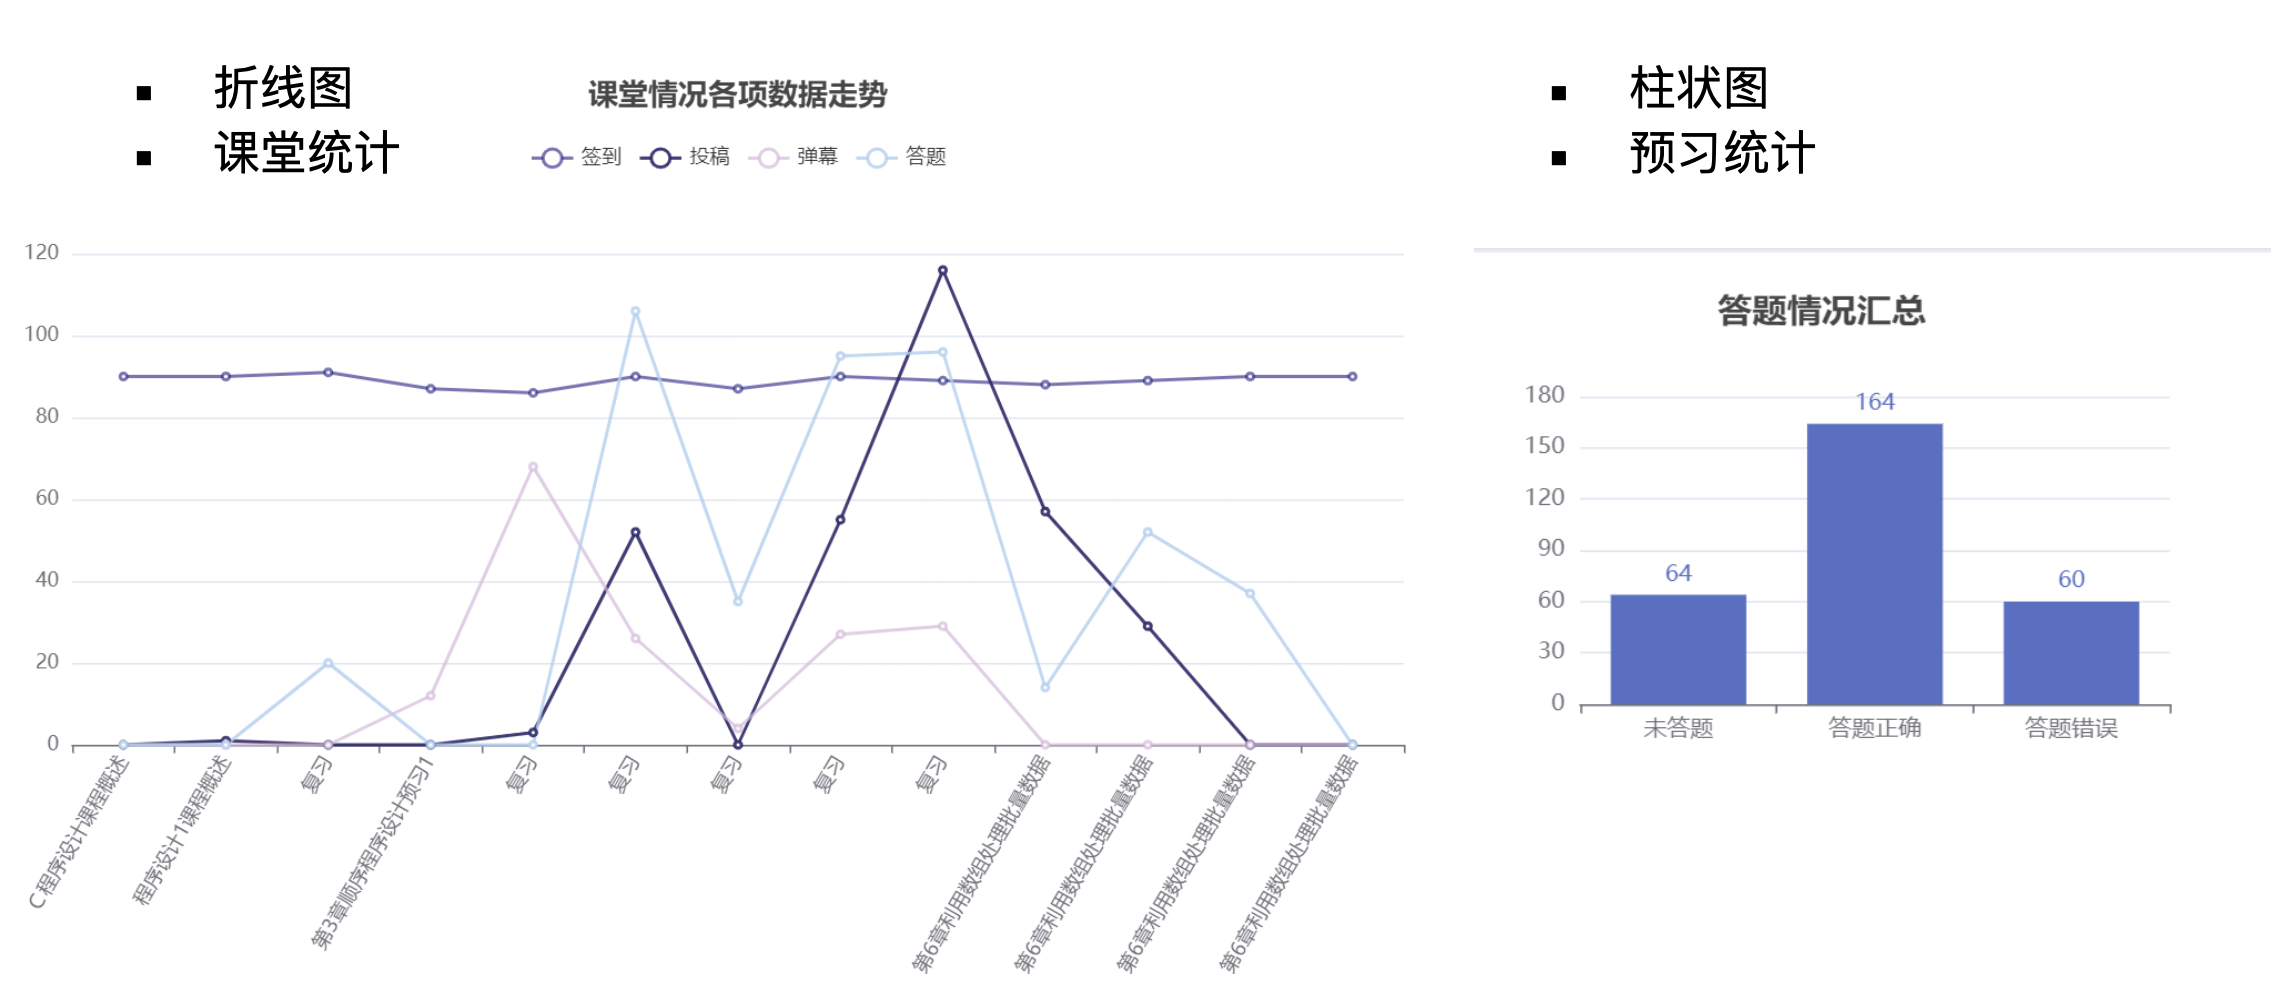 折线图
课堂统计
课堂情况各项数据走势
签到 投稿 弹幕 答题
120
100
80
60
40
20
0
C程序设计课程概述
程序设计1课程概述
复习
第3章顺序程序设计预习1
复习
复习
复习
复习
复习
第6章利用数组处理批量数据
第6章利用数组处理批量数据
第6章利用数组处理批量数据
第6章利用数组处理批量数据
柱状图
预习统计
答题情况汇总
180
150
120
90
60
30
0
64
164
60
未答题
答题正确
答题错误